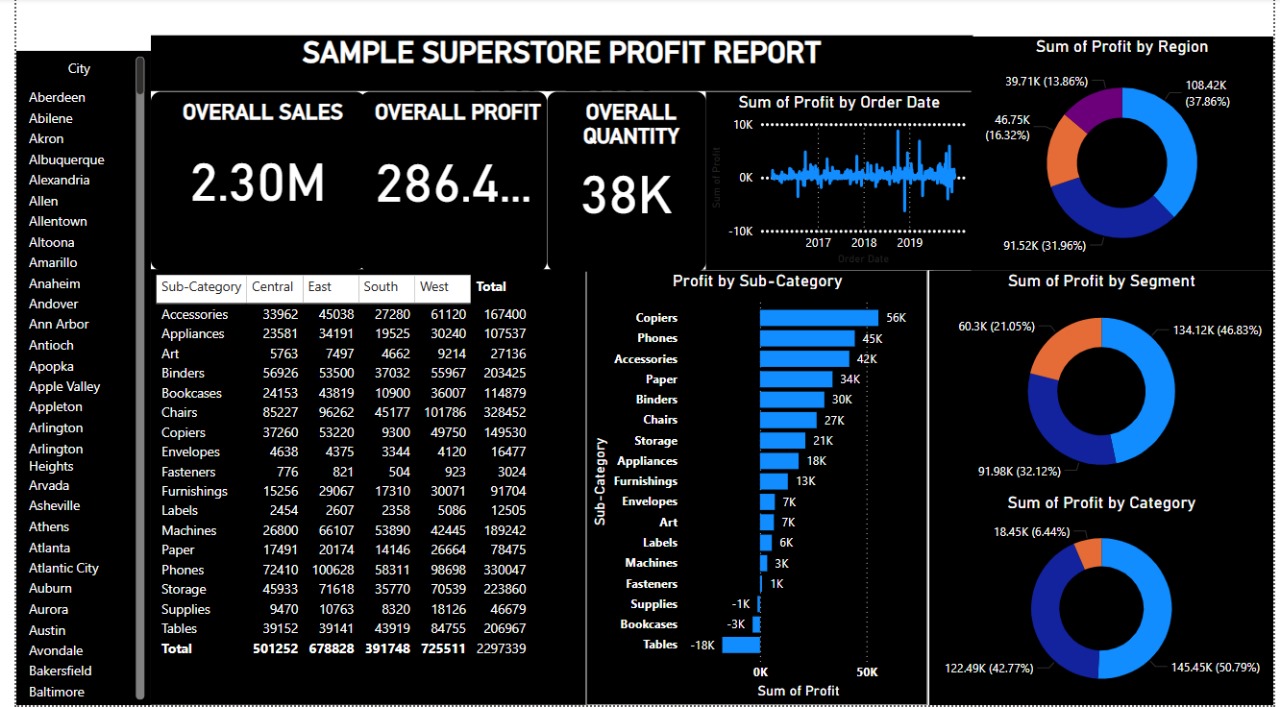 SAMPLE SUPERSTORE PROFIT REPORT
City
Aberdeen
Abilene
Akron
Albuquerque
Alexandria
Allen
Allentown
Altoona
Amarillo
Anaheim
Andover
Ann Arbor
Antioch
Apopka
Apple Valley
Appleton
Arlington
Arlington
Heights
Arvada
Asheville
Athens
Atlanta
Atlantic City
Auburn
Aurora
Austin
Avondale
Bakersfield
Baltimore
OVERALL SALES
2.30M
OVERALL PROFIT
286.4...
OVERALL
QUANTITY
38K
Sum of Profit by Order Date
Sum of Profit
10K
0K
-10K
2017 2018 2019
Order Date
Sum of Profit by Region
39.71K (13.86%)
108.42K
(37.86%)
46.75K
(16.32%)
91.52K (31.96%)
Sub-Category Central East South West Total
Accessories 33962 45038 27280 61120 167400
Appliances 23581 34191 19525 30240 107537
Art 5763 7497 4662 9214 27136
Binders 56926 53500 37032 55967 203425
Bookcases 24153 43819 10900 36007 114879
Chairs 85227 96262 45177 101786 328452
Copiers 37260 53220 9300 49750 149530
Envelopes 4638 4375 3344 4120 16477
Fasteners 776 821 504 923 3024
Furnishings 15256 29067 17310 30071 91704
Labels 2454 2607 2358 5086 12505
Machines 26800 66107 53890 42445 189242
Paper 17491 20174 14146 26664 78475
Phones 72410 100628 58311 98698 330047
Storage 45933 71618 35770 70539 223860
Supplies 9470 10763 8320 18126 46679
Tables 39152 39141 43919 84755 206967
Total 501252 678828 391748 725511 2297339
Profit by Sub-Category
Sub-Category
Copiers 56K
Phones 45K
Accessories 42K
Paper 34K
Binders 30K
Chairs 27K
Storage 21K
Appliances 18K
Furnishings 13K
Envelopes 7K
Art 7K
Labels 6K
Machines 3K
Fasteners 1K
Supplies -1K
Bookcases -3K
Tables -18K
0K 50K
Sum of Profit
Sum of Profit by Segment
60.3K (21.05%)
134.12K (46.83%)
91.98K (32.12%)
Sum of Profit by Category
18.45K (6.44%)
122.49K (42.77%)
145.45K (50.79%)